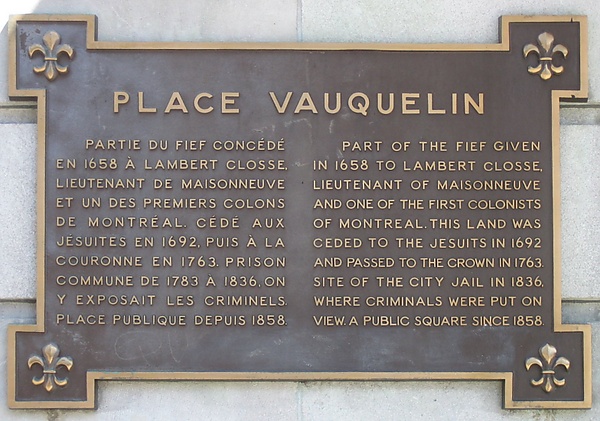 PLACE VAUQUELIN
PARTIE DU FIEF CONCÉDÉ
EN 1658 À LAMBERT CLOSSE,
LIEUTENANT DE MAISONNEUVE
ET UN DES PREMIERS COLONS
DE MONTRÉAL. CÉDÉ AUX
JESUITES EN 1692, PUIS À LA
COURONNE EN 1763. PRISON
COMMUNE DE 1783 A 1836, ON
Y EXPOSAIT LES CRIMINELS.
PLACE PUBLIQUE DEPUIS 1858.
PART OF THE FIEF GIVEN
IN 1658 TO LAMBERT CLOSSE,
LIEUTENANT OF MAISONNEUVE
AND ONE OF THE FIRST COLONISTS
OF MONTREAL. THIS LAND WAS
CEDED TO THE JESUITS IN 1692
AND PASSED TO THE CROWN IN 1763.
SITE OF THE CITY JAIL IN 1836,
WHERE CRIMINALS WERE PUT ON
VIEW. A PUBLIC SQUARE SINCE 1858.